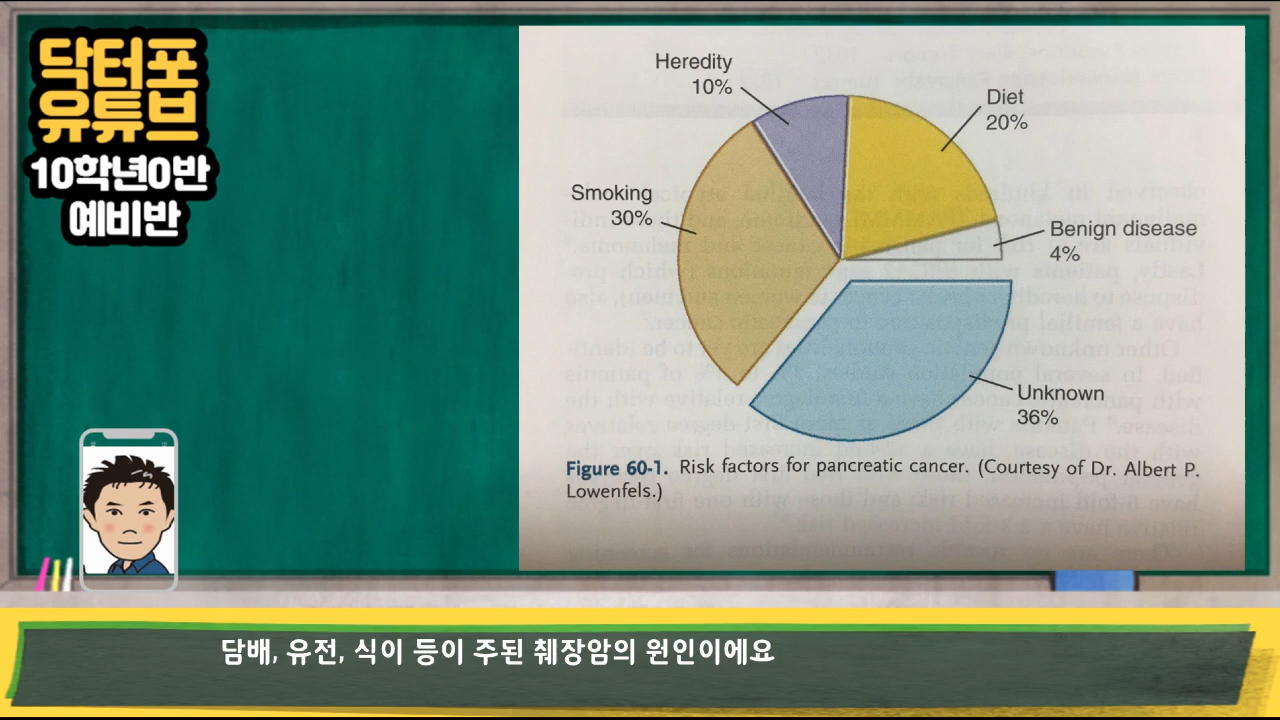 닥터포
유튜브
10학년0반
예비반
Heredity
10%
Diet
20%
Smoking
30%
Benign disease
4%
Unknown
36%
Figure 60-1. Risk factors for pancreatic cancer. (Courtesy of Dr. Albert P.
Lowenfels.)
담배, 유전, 식이 등이 주된 췌장암의 원인이에요